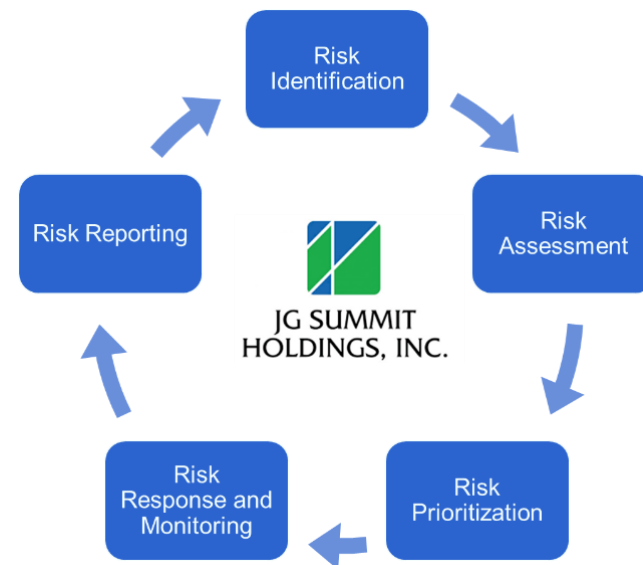 Risk
Identification
Risk
Assessment
Risk
Prioritization
Risk
Response and
Monitoring
Risk Reporting
JG SUMMIT
HOLDINGS, INC.